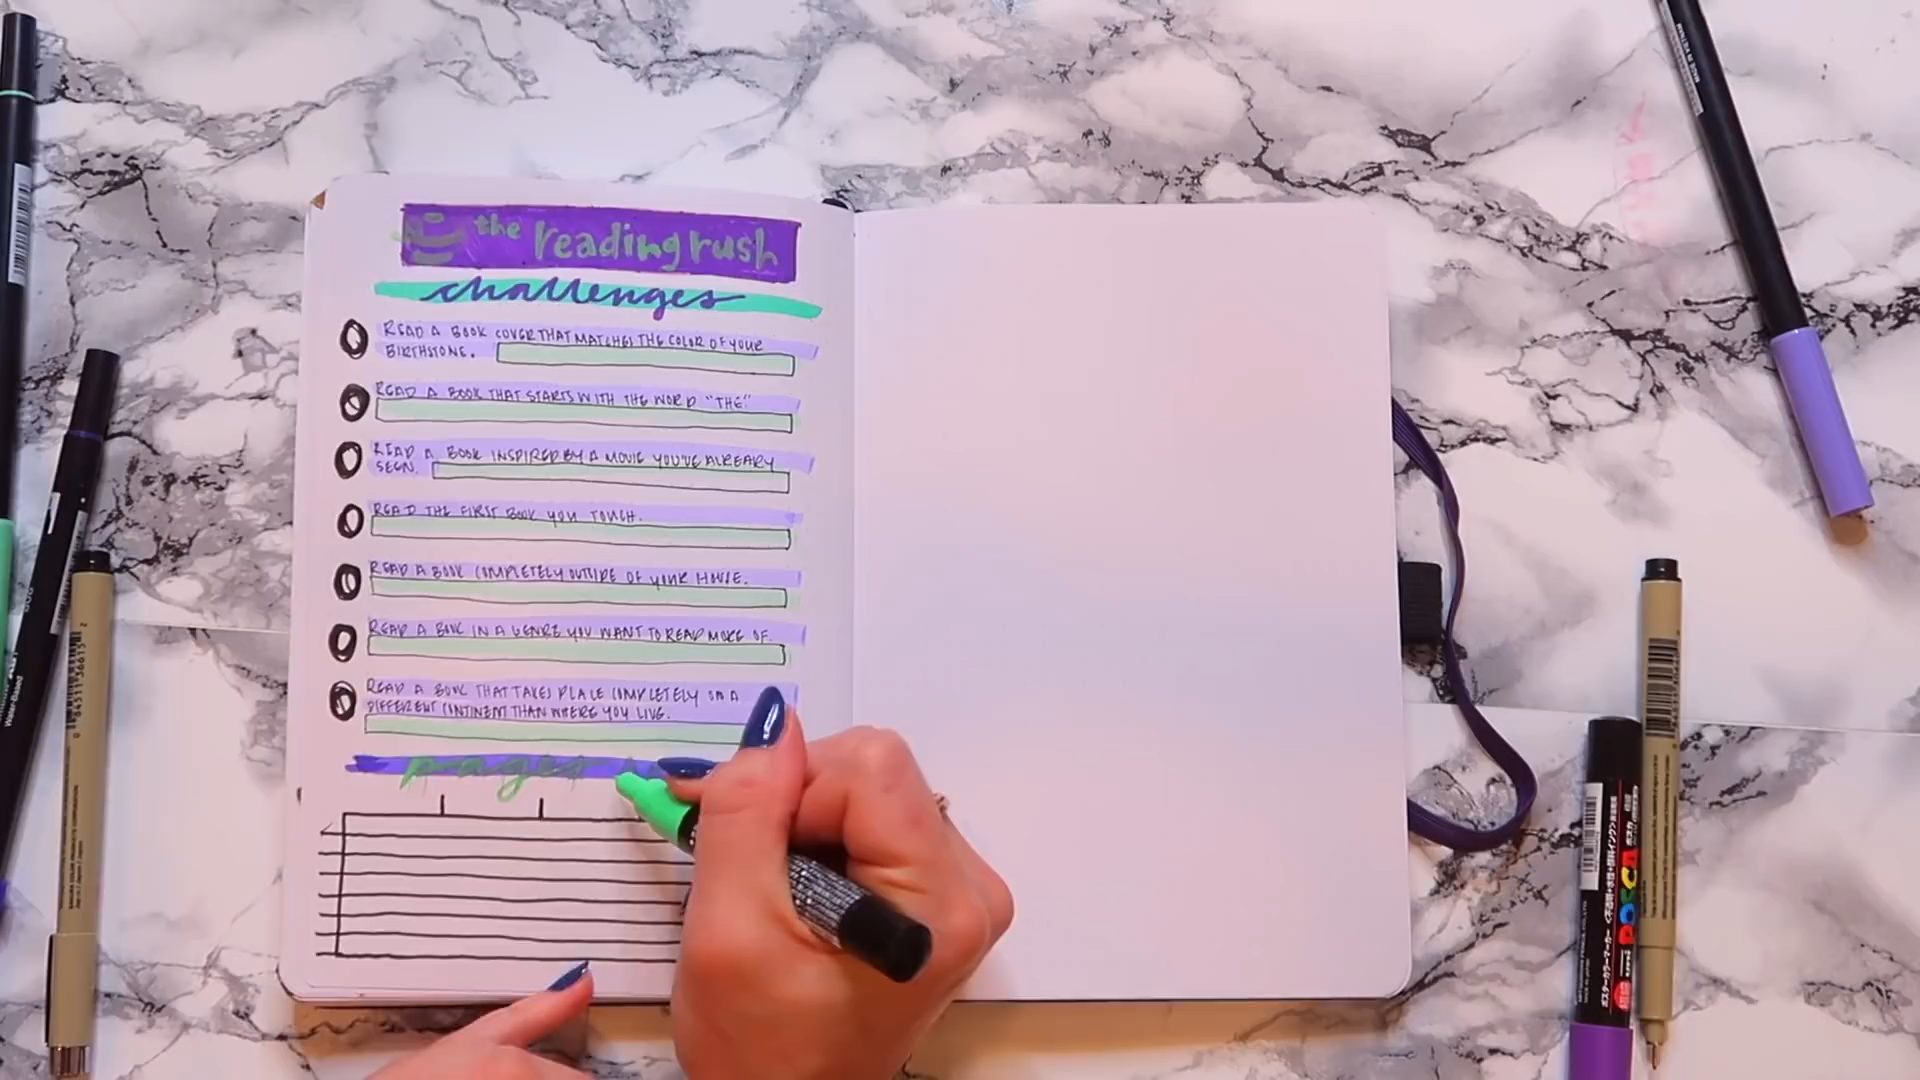 the reading rush
challenges
READ A BOOK COVER THAT MATCHES THE COLOR OF YOUR
BIRTHSTONE.
READ A BOOK THAT STARTS WITH THE WORD "THE".
READ A BOOK INSPIRED BY A MOVIE YOU'VE ALREADY
SEEN.
READ THE FIRST BOOK YOU TOUCH.
READ A BOOK COMPLETELY OUTSIDE OF YOUR HOUSE.
READ A BOOK IN A GENRE YOU WANT TO READ MORE OF.
READ A BOOK THAT TAKES PLACE COMPLETELY ON A
DIFFERENT CONTINENT THAN WHERE YOU LIVE.
pages
uni POSCA